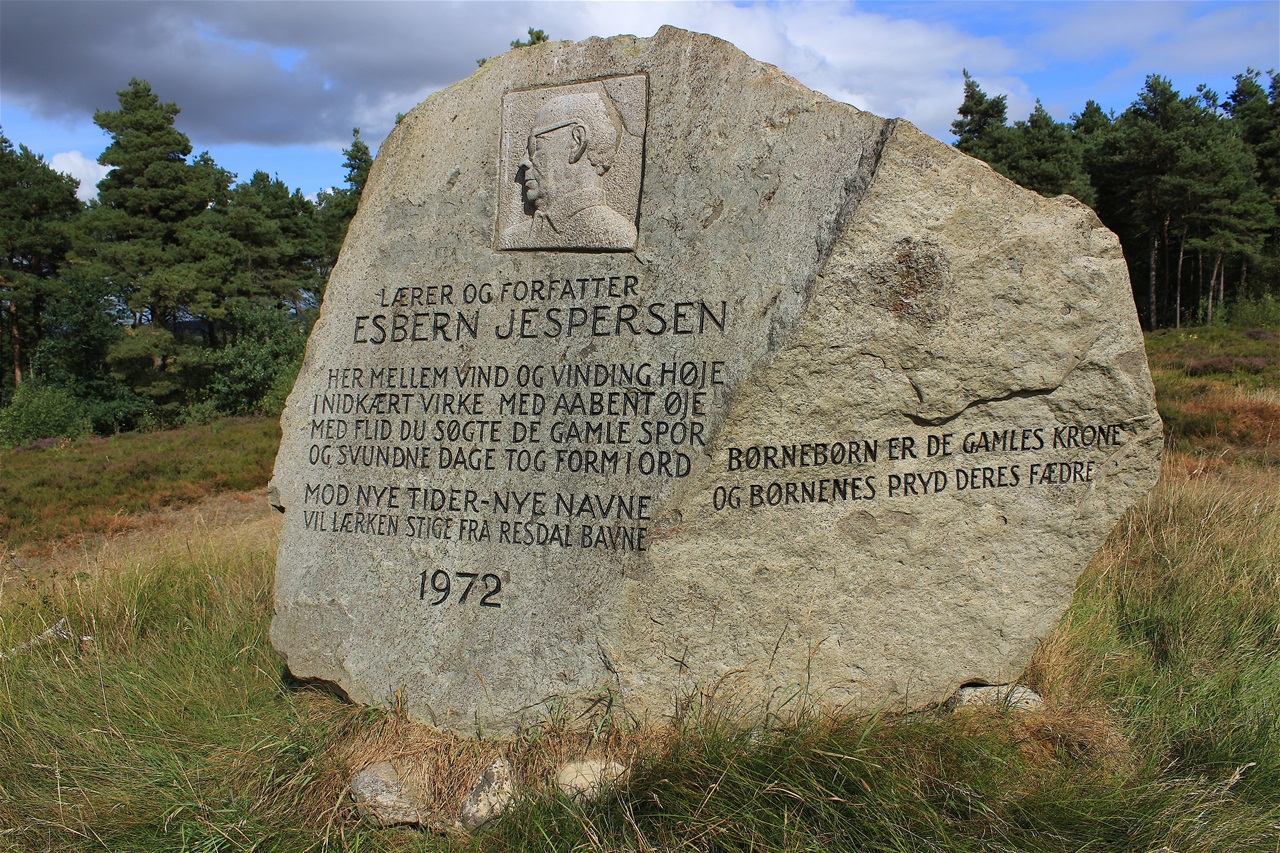 LÆRER OG FORFATTER
ESBERN JESPERSEN
HER MELLEM VIND OG VINDING HØJE
I NIDKÆRT VIRKE MED AABENT ØJE
MED FLID DU SØGTE DE GAMLE SPOR
OG SVUNDNE DAGE TOG FORM I ORD
MOD NYE TIDER-NYE NAVNE
VIL LÆRKEN STIGE FRA RESDAL BAVNE
1972
BØRNEBØRN ER DE GAMLES KRONE
OG BØRNENES PRYD DERES FÆDRE